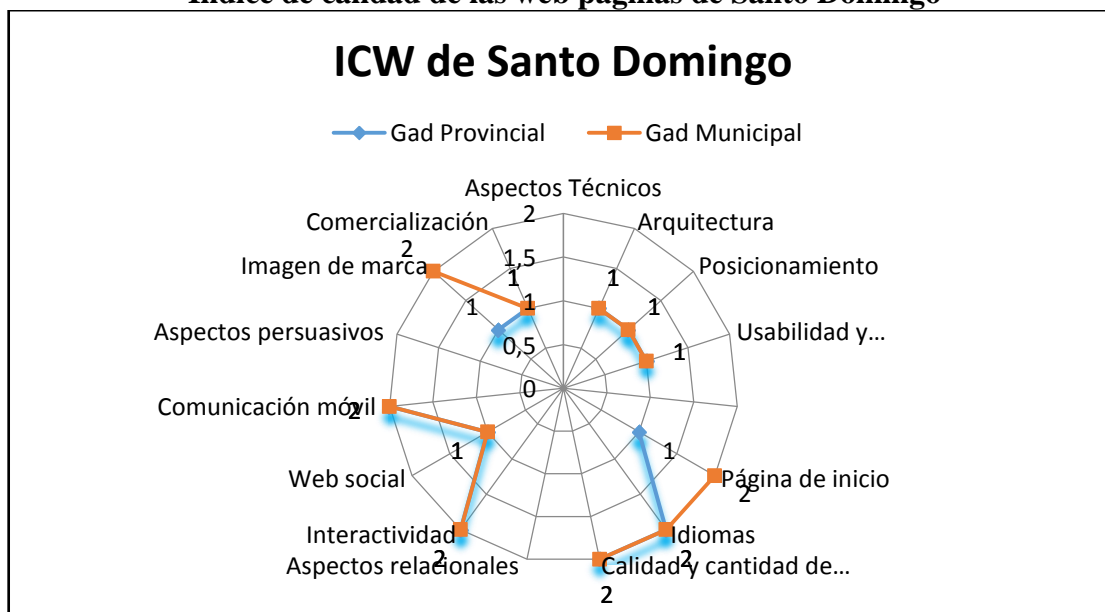 Índice de calidad de las web páginas de Santo Domingo
ICW de Santo Domingo
Gad Provincial
Gad Municipal
Aspectos Técnicos
Arquitectura
Posicionamiento
Usabilidad y...
Página de inicio
Idiomas
Calidad y cantidad de...
Aspectos relacionales
Interactividad
Web social
Comunicación móvil
Aspectos persuasivos
Imagen de marca
Comercialización
2
1,5
1
0,5
0
1
1
1
1
2
2
2
2
1
2
1
2
1